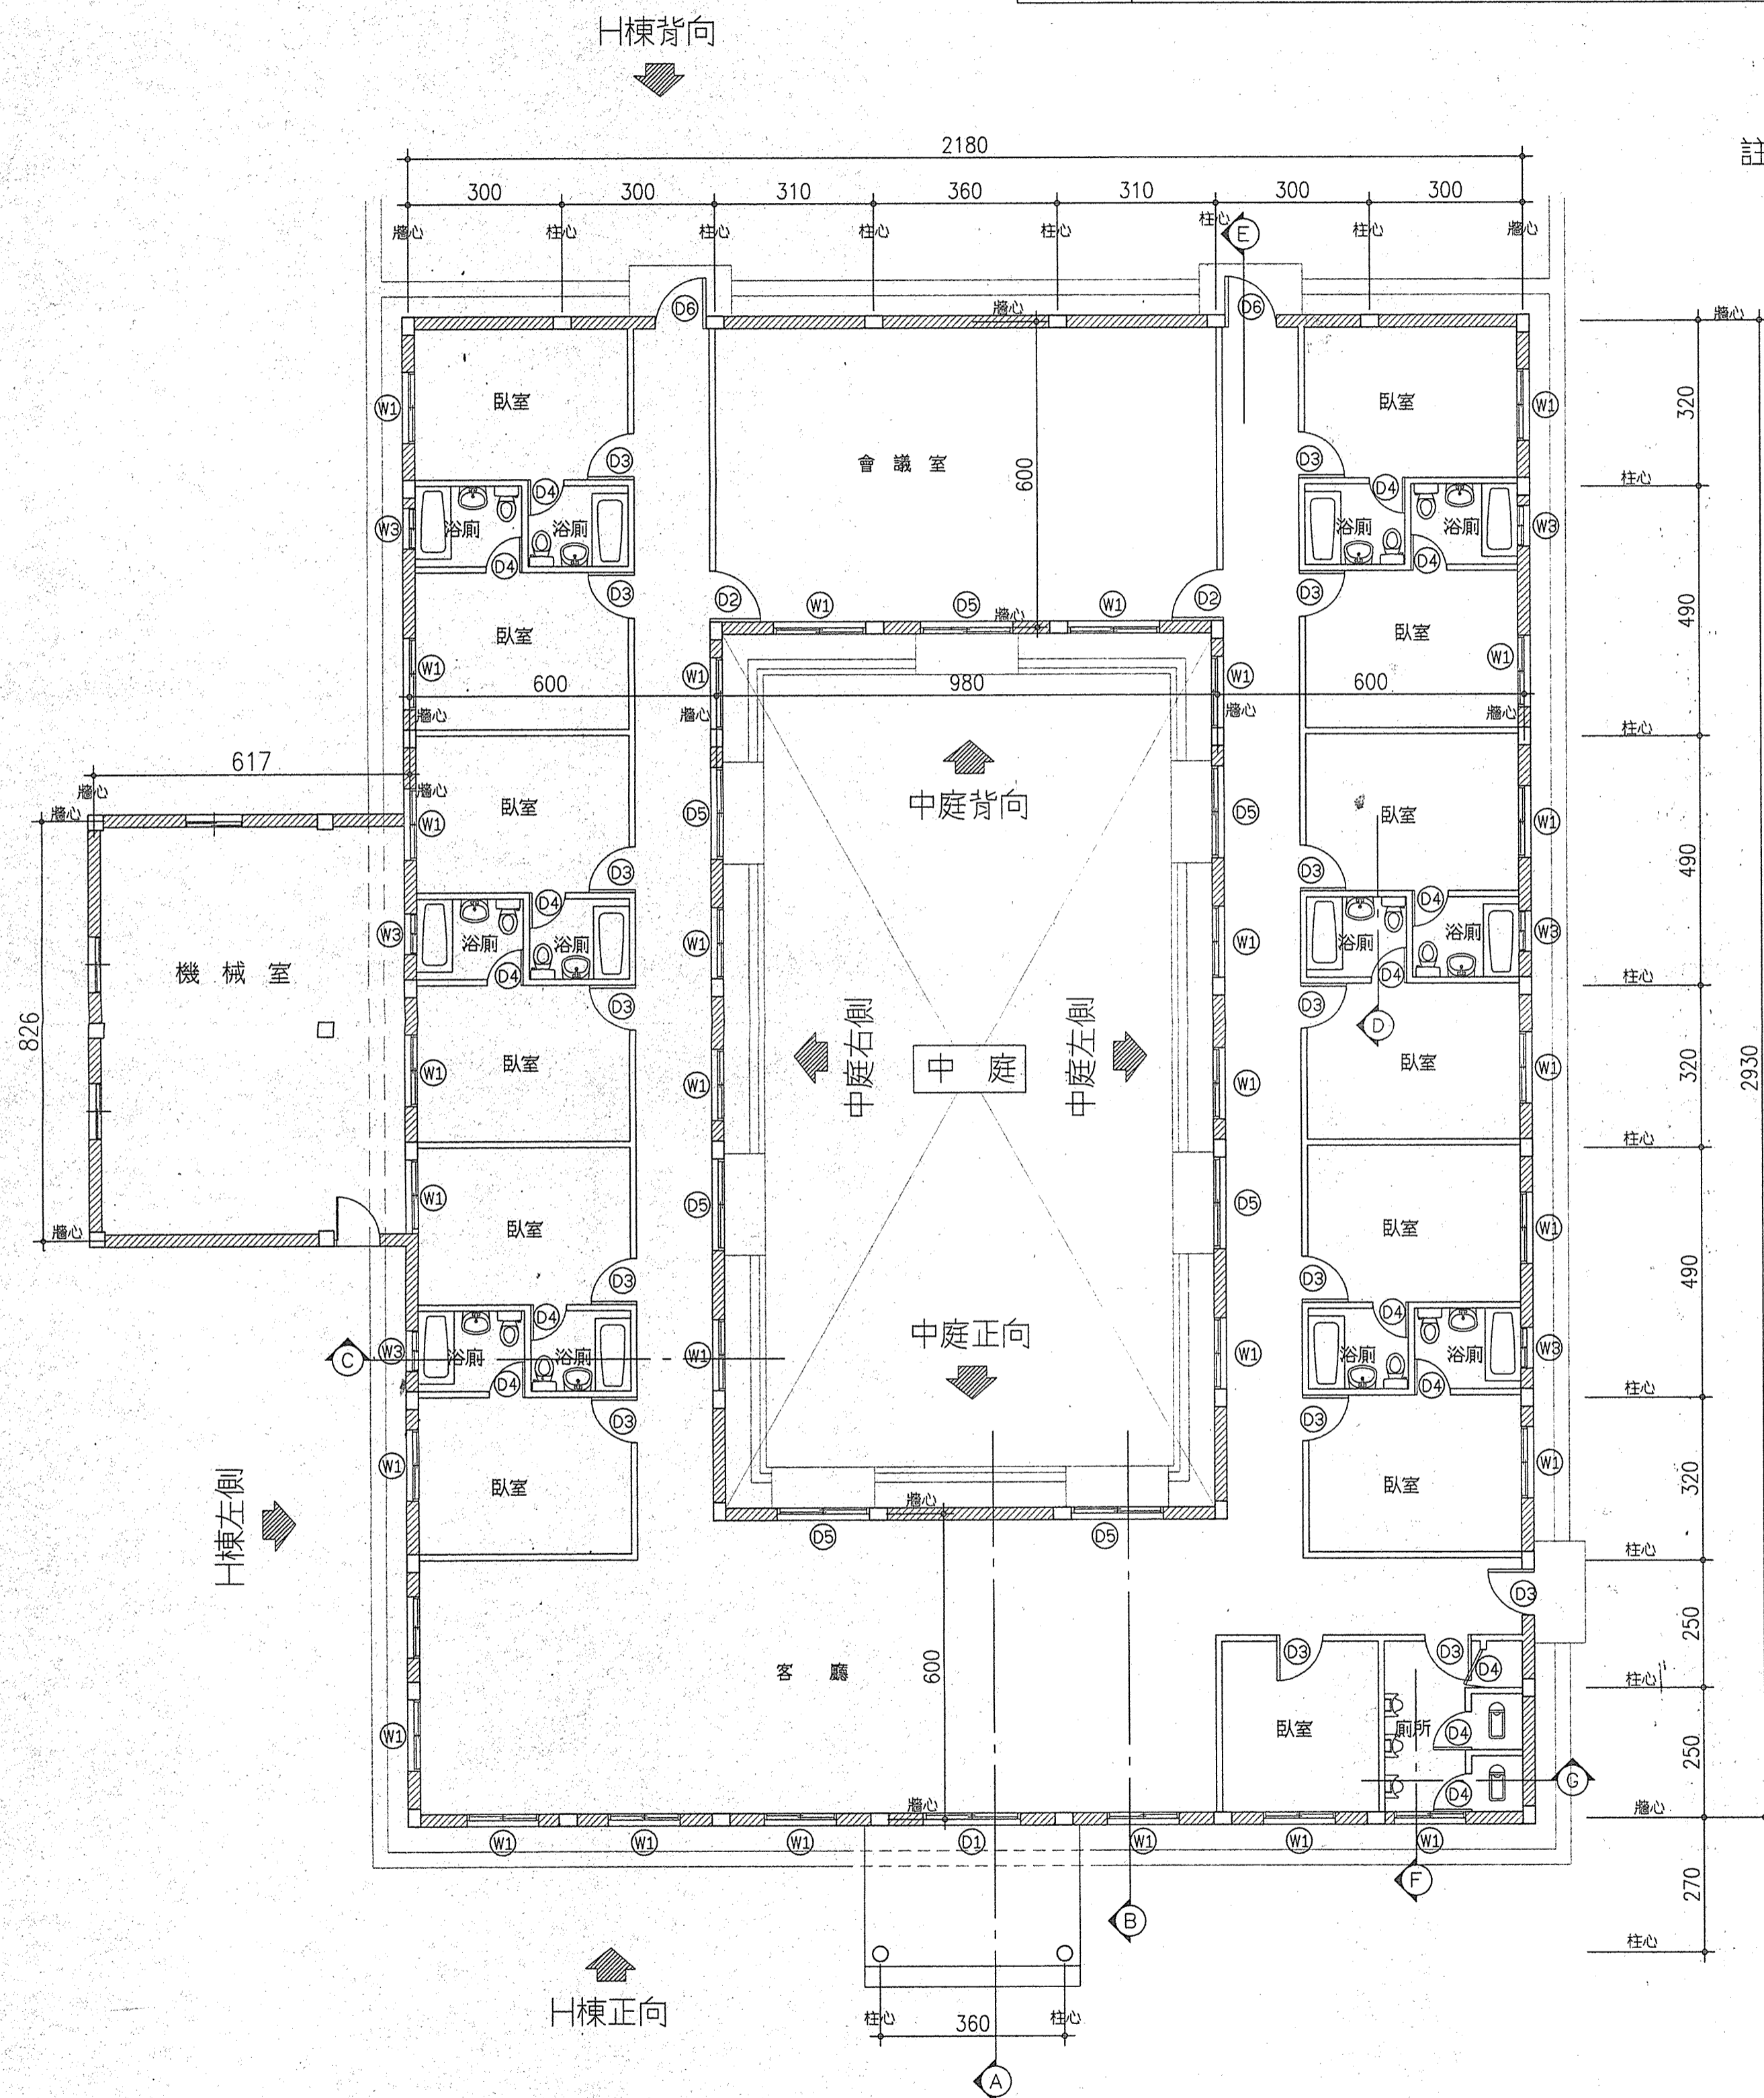 H棟背向
註
2180
300 300 310 360 310 300 300
牆心 柱心 柱心 柱心 柱心 柱心 柱心 牆心
E
D6 牆心 D6 牆心
臥室 臥室
W1 W1 320
會議室 600
D3 D3
柱心
D4 D4
W3 浴廁 浴廁 浴廁 浴廁 W3
D4 D4
D3 D2 W1 D5 牆心 W1 D2 D3 490
臥室 臥室
W1 W1 W1 W1
600 980 600
牆心 牆心 牆心 牆心
柱心
617
牆心 牆心
牆心
中庭背向
臥室 臥室
W1 D5 D5 W1
490
D3 D3
D4 D4
W3 浴廁 浴廁 W1 W1 浴廁 浴廁 W3
機械室
D4 D4
柱心
D3 D3
826
D
中庭右側 中庭左側
中庭
臥室 臥室
W1 W1 W1 W1
320
2930
柱心
W1 D5 D5 W1
臥室 臥室
牆心
D3 D3 490
D4 D4
中庭正向
C W3 浴廁 浴廁 W1 W1 浴廁 浴廁 W3
D4 D4
柱心
D3 D3
W1 W1
臥室 臥室
320
牆心
H棟左側
D5 D5
柱心
D3
250
D3 D3
客廳 600
D4
柱心
臥室 廁所
W1 D4
250
G
D4
牆心 牆心
W1 W1 W1 D1 W1 W1 W1
F
270
B
柱心
H棟正向
柱心 柱心
360
A